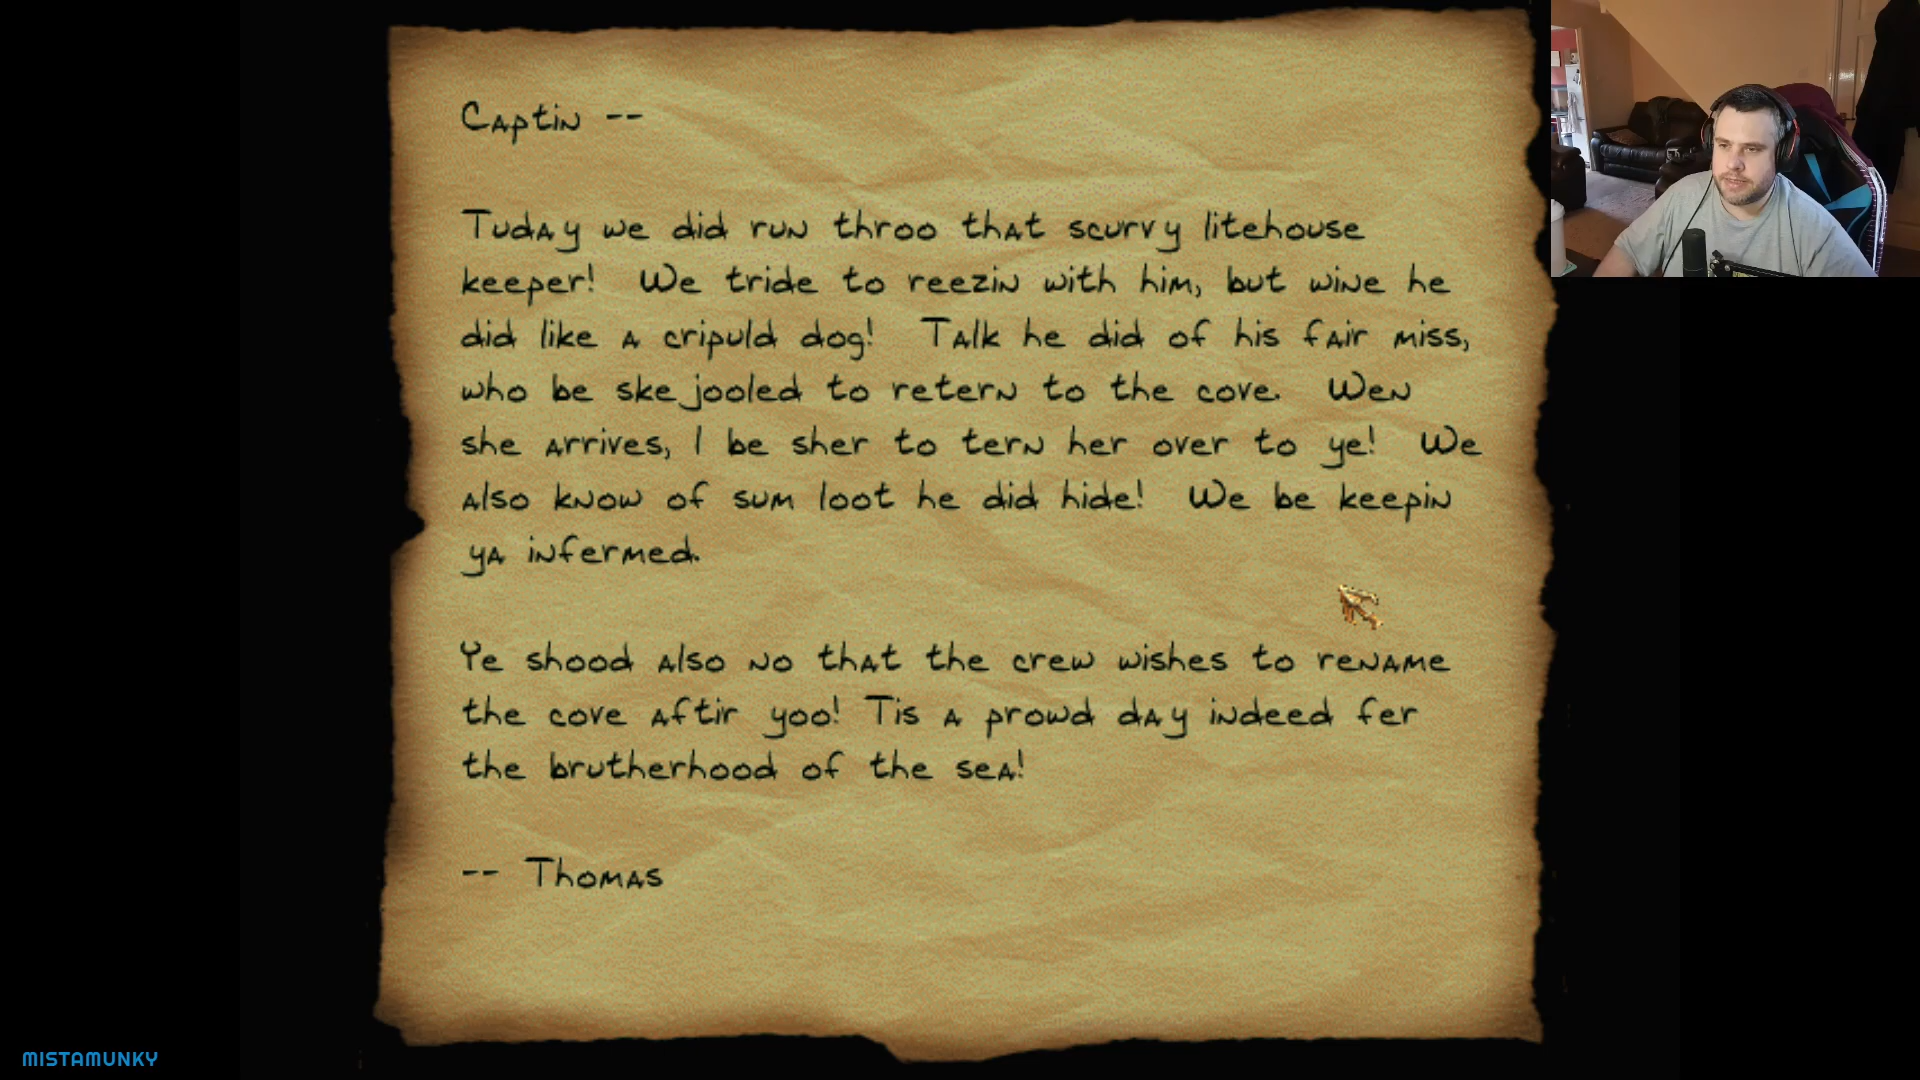 Captin --
Tuday we did run throo that scurvy litehouse
keeper! We tride to reezin with him, but wine he
did like a cripuld dog! Talk he did of his fair miss,
who be skejooled to retern to the cove. Wen
she arrives, I be sher to tern her over to ye! We
also know of sum loot he did hide! We be keepin
ya infermed.
Ye shood also no that the crew wishes to rename
the cove aftir yoo! Tis a prowd day indeed fer
the brutherhood of the sea!
-- Thomas
MISTAMUNKY